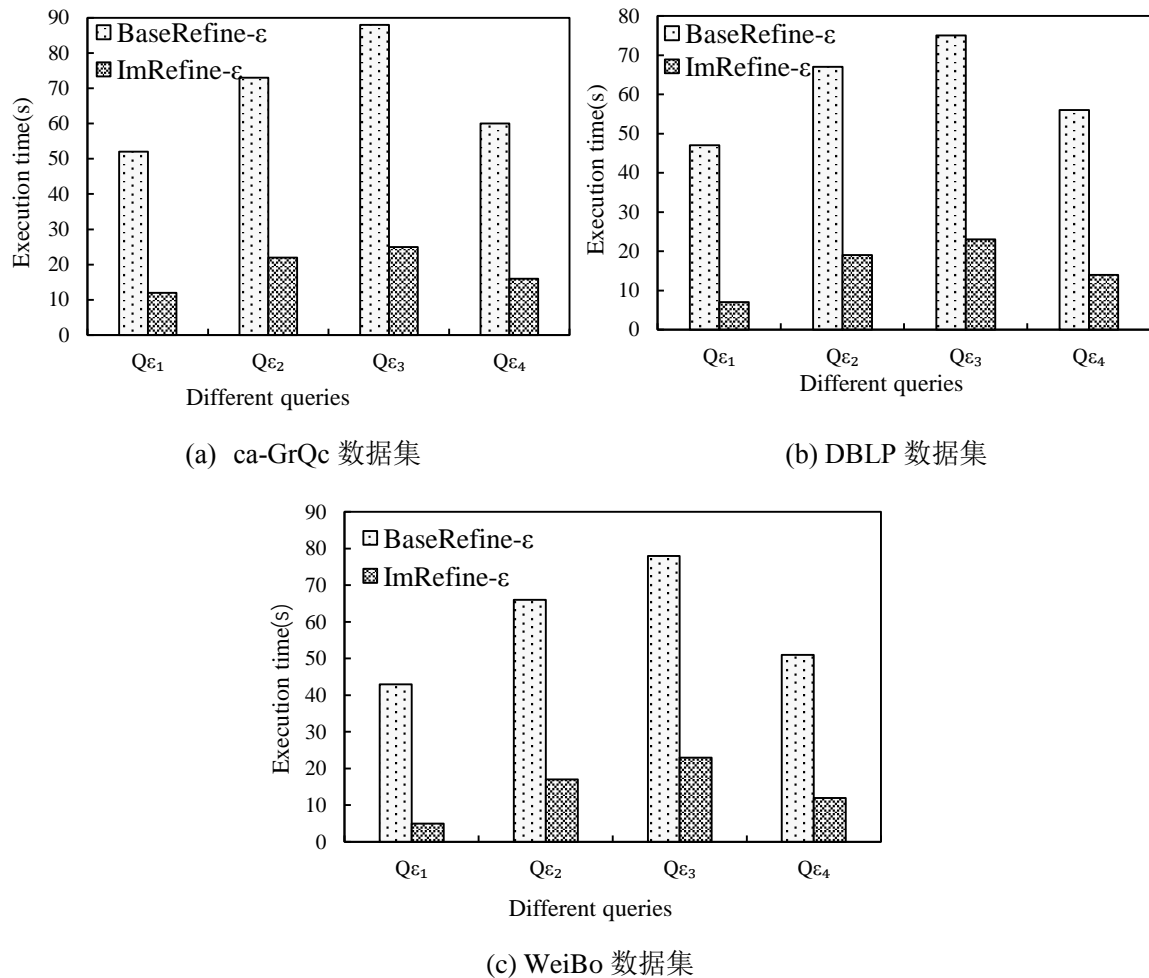 90
80
70
60
50
40
30
20
10
0
Execution time(s)
BaseRefine-ε
ImRefine-ε
Qε₁ Qε₂ Qε₃ Qε₄
Different queries
(a) ca-GrQc 数据集
80
70
60
50
40
30
20
10
0
Execution time(s)
BaseRefine-ε
ImRefine-ε
Qε₁ Qε₂ Qε₃ Qε₄
Different queries
(b) DBLP 数据集
90
80
70
60
50
40
30
20
10
0
Execution time(s)
BaseRefine-ε
ImRefine-ε
Qε₁ Qε₂ Qε₃ Qε₄
Different queries
(c) WeiBo 数据集